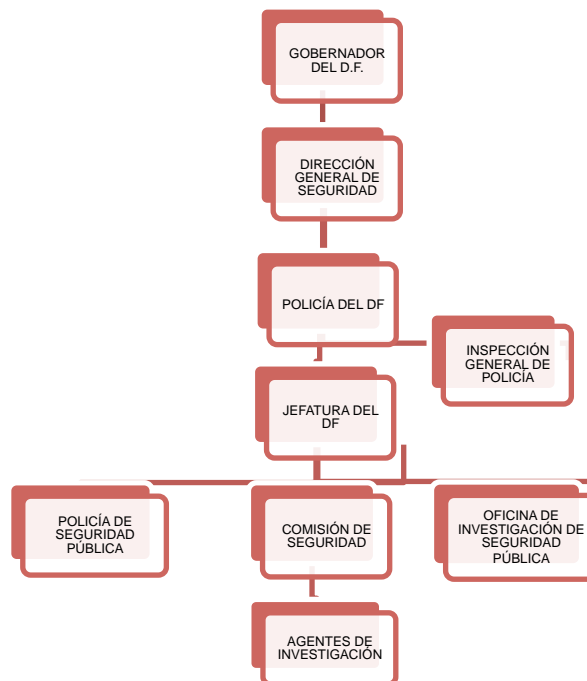 GOBERNADOR
DEL D.F.
DIRECCIÓN
GENERAL DE
SEGURIDAD
POLICÍA DEL DF
INSPECCIÓN
GENERAL DE
POLICÍA
JEFATURA DEL
DF
POLICÍA DE
SEGURIDAD
PÚBLICA
COMISIÓN DE
SEGURIDAD
OFICINA DE
INVESTIGACIÓN DE
SEGURIDAD
PÚBLICA
AGENTES DE
INVESTIGACIÓN